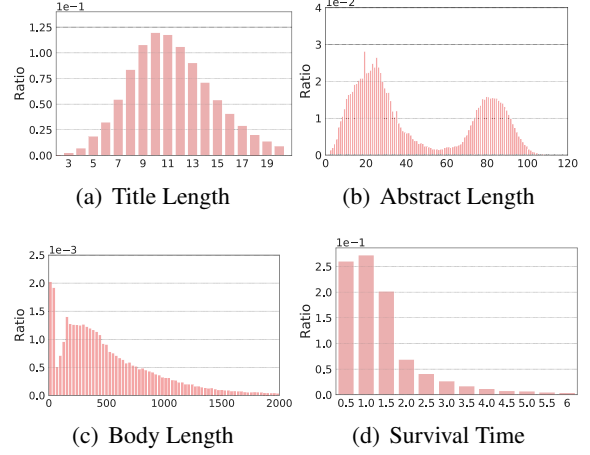 1e−1
1.25
1.00
0.75
0.50
0.25
0.00
Ratio
3 5 7 9 11 13 15 17 19
(a) Title Length
1e−2
4
3
2
1
0
Ratio
0 20 40 60 80 100 120
(b) Abstract Length
1e−3
2.5
2.0
1.5
1.0
0.5
0.0
Ratio
0 500 1000 1500 2000
(c) Body Length
1e−1
2.5
2.0
1.5
1.0
0.5
0.0
Ratio
0.5 1.0 1.5 2.0 2.5 3.0 3.5 4.0 4.5 5.0 5.5 6
(d) Survival Time